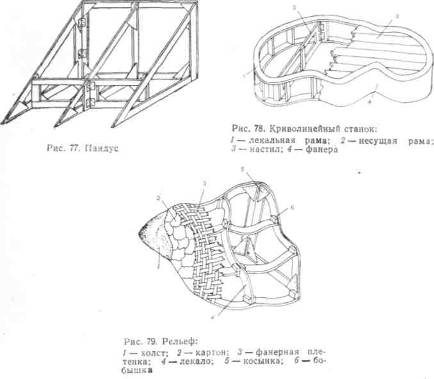 Рис. 77. Пандус
Рис. 78. Криволинейный станок:
1 — лекальная рама; 2 — несущая рама;
3 — настил; 4 — фанера
Рис. 79. Рельеф:
1 — холст; 2 — картон; 3 — фанерная пле-
тенка; 4 — лекало; 5 — косынка; 6 — бо-
бышка